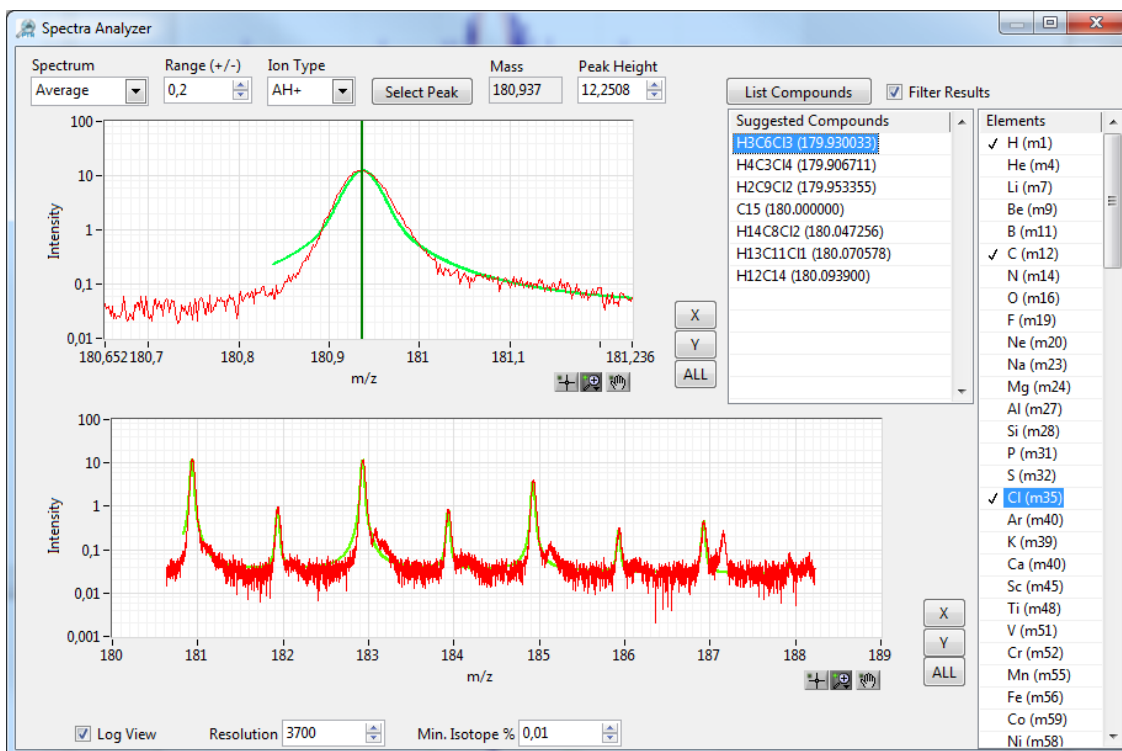 Spectra Analyzer
Spectrum Range (+/-) Ion Type Mass Peak Height
Average 0,2 AH+ Select Peak 180,937 12,2508 List Compounds Filter Results
Suggested Compounds
H3C6Cl3 (179.930033)
H4C3Cl4 (179.906711)
H2C9Cl2 (179.953355)
C15 (180.000000)
H14C8Cl2 (180.047256)
H13C11Cl1 (180.070578)
H12C14 (180.093900)
Elements
H (m1)
He (m4)
Li (m7)
Be (m9)
B (m11)
C (m12)
N (m14)
O (m16)
F (m19)
Ne (m20)
Na (m23)
Mg (m24)
Al (m27)
Si (m28)
P (m31)
S (m32)
Cl (m35)
Ar (m40)
K (m39)
Ca (m40)
Sc (m45)
Ti (m48)
V (m51)
Cr (m52)
Mn (m55)
Fe (m56)
Co (m59)
Ni (m58)
Intensity
100
10
1
0,1
0,01
180,652 180,7 180,8 180,9 181 181,1 181,236
m/z
X
Y
ALL
Intensity
100
10
1
0,1
0,01
0,001
180 181 182 183 184 185 186 187 188 189
m/z
X
Y
ALL
Log View Resolution 3700 Min. Isotope % 0,01